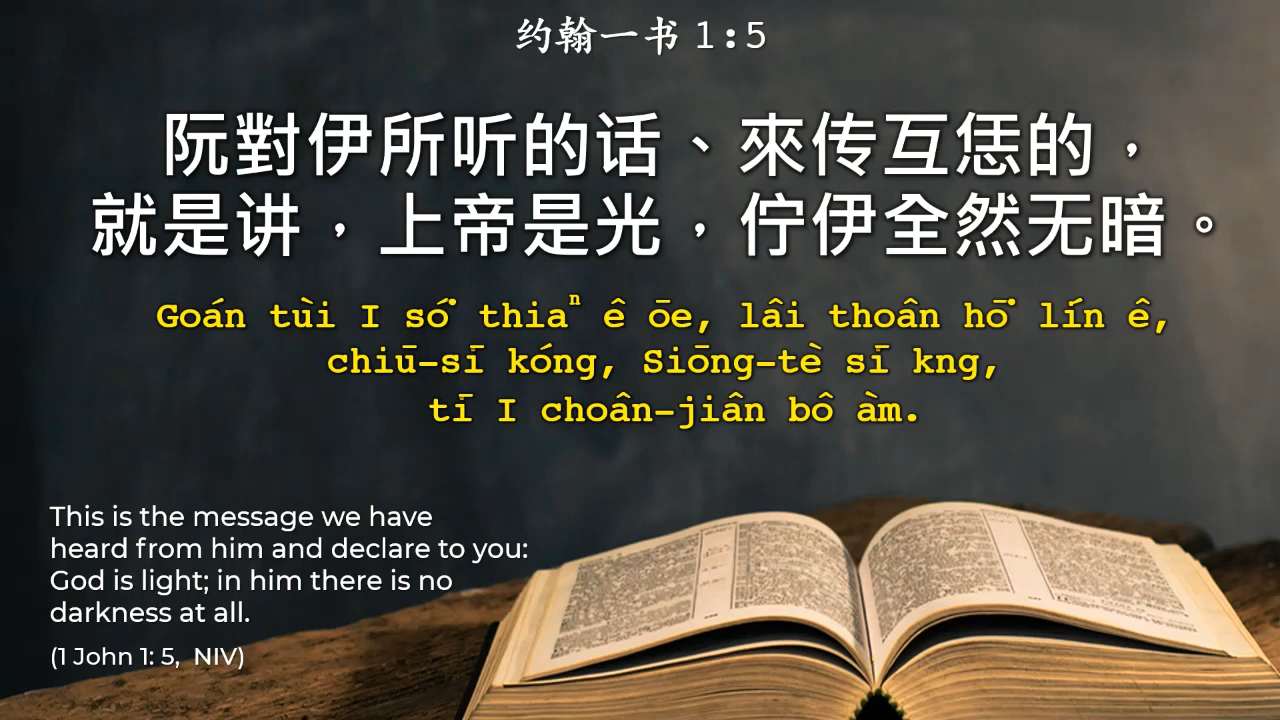 约翰一书 1:5
阮對伊所听的话、來传互恁的，
就是讲，上帝是光，佇伊全然无暗。
Goán tùi I só͘ thiaⁿ ê ōe, lâi thoân hō͘ lín ê,
chiū-sī kóng, Siōng-tè sī kng,
tī I choân-jiân bô àm.
This is the message we have
heard from him and declare to you:
God is light; in him there is no
darkness at all.
(1 John 1: 5, NIV)